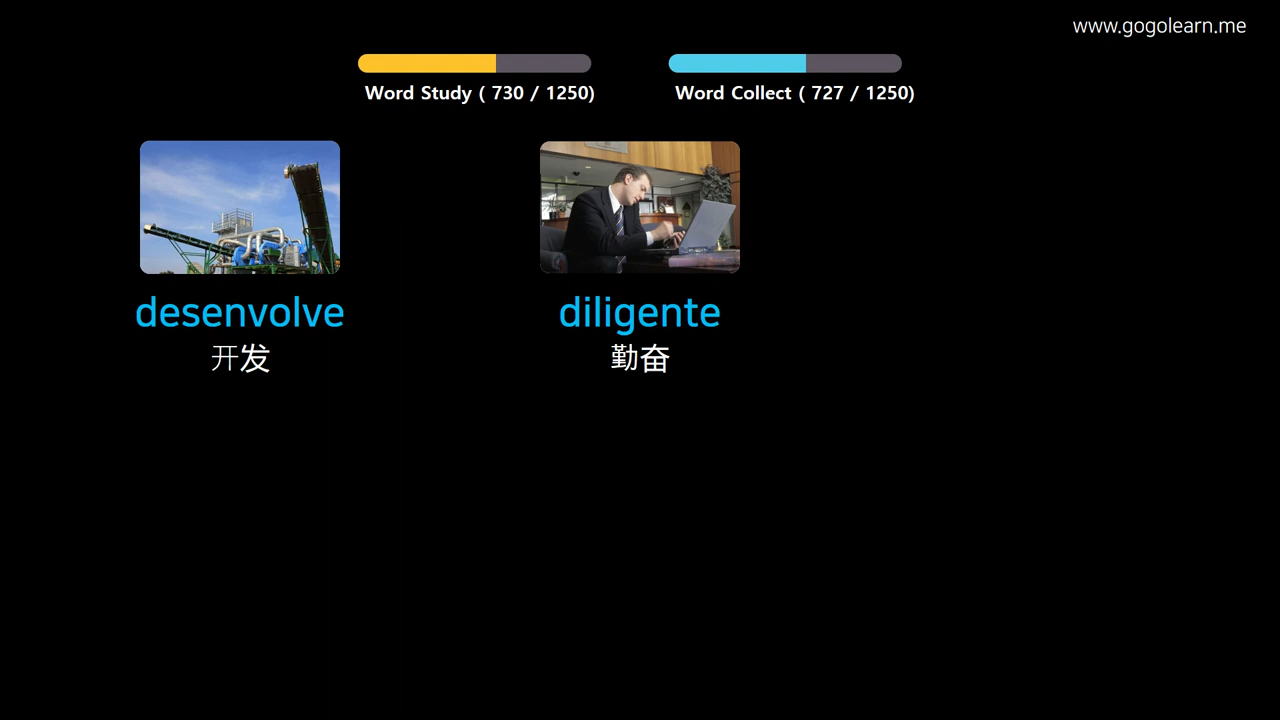 www.gogolearn.me
Word Study ( 730 / 1250)
Word Collect ( 727 / 1250)
desenvolve
开发
diligente
勤奋